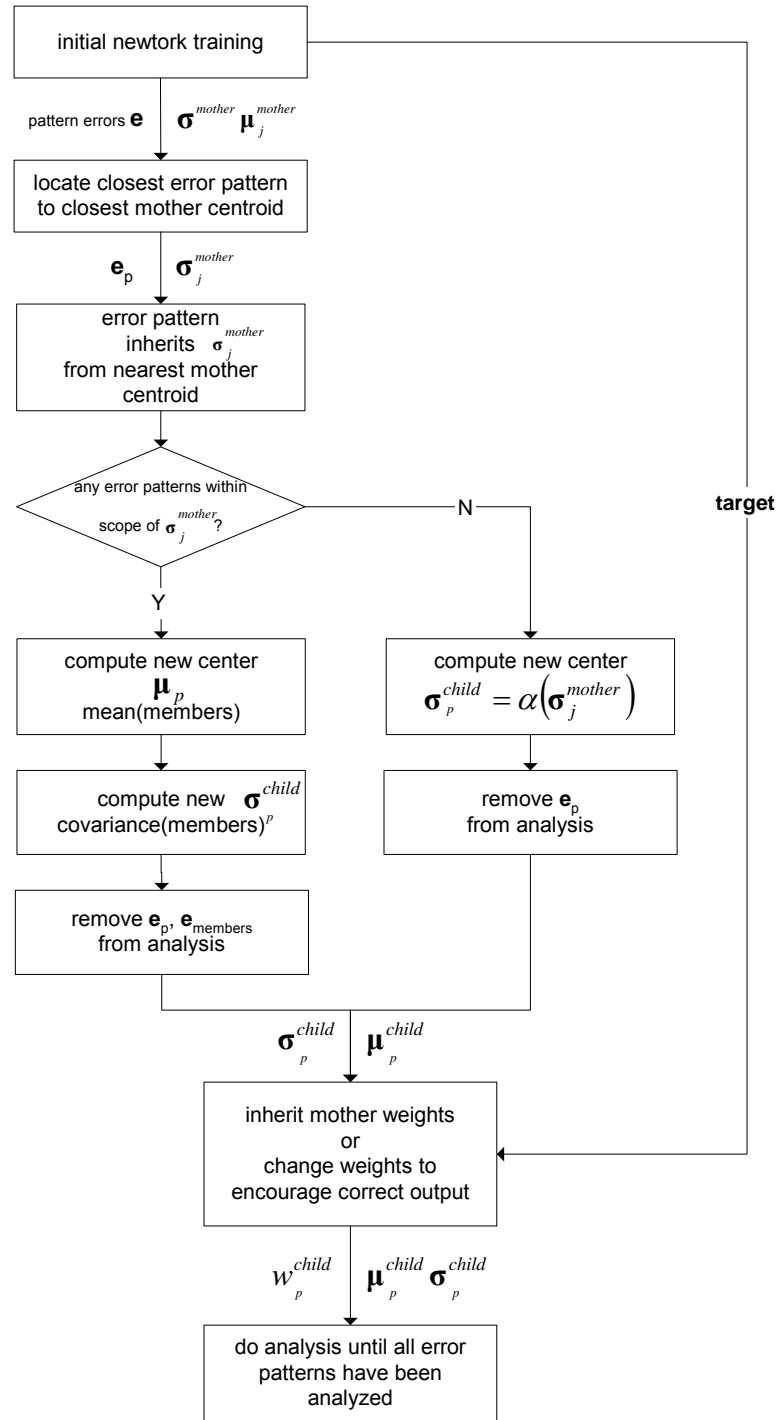 initial newtork training
pattern errors e σ^{mother} μ_j^{mother}
locate closest error pattern
to closest mother centroid
e_p σ_j^{mother}
error pattern
inherits σ_j^{mother}
from nearest mother
centroid
any error patterns within
scope of σ_j^{mother}?
N
target
Y
compute new center
μ_p
mean(members)
compute new center
σ_p^{child} = α(σ_j^{mother})
compute new σ_p^{child}
covariance(members)
remove e_p
from analysis
remove e_p, e_members
from analysis
σ_p^{child} μ_p^{child}
inherit mother weights
or
change weights to
encourage correct output
w_p^{child} μ_p^{child} σ_p^{child}
do analysis until all error
patterns have been
analyzed